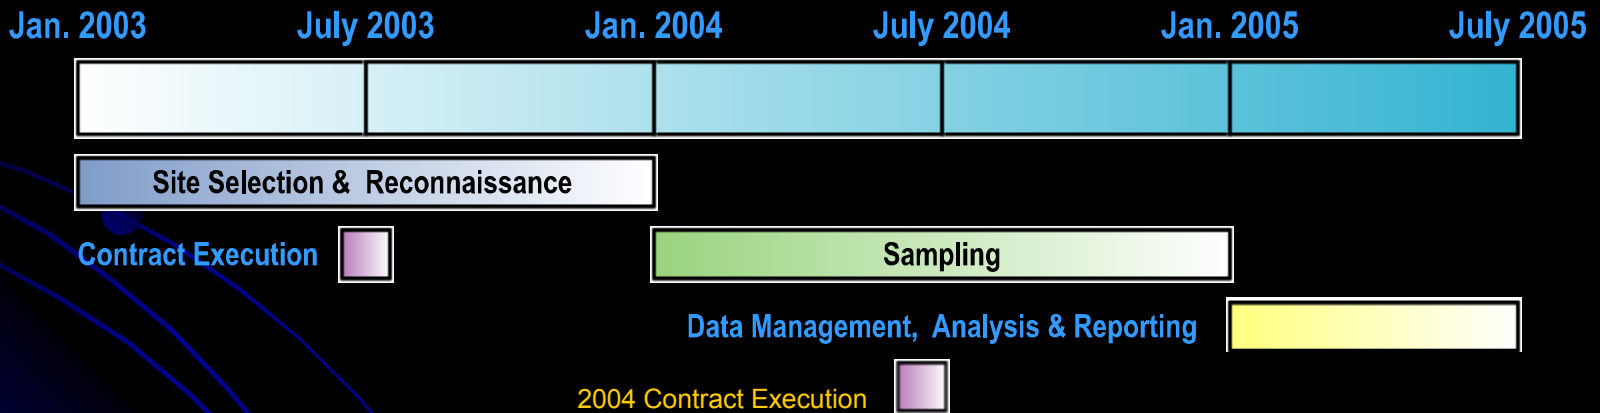 Jan. 2003 July 2003 Jan. 2004 July 2004 Jan. 2005 July 2005
Site Selection & Reconnaissance
Contract Execution
Sampling
Data Management, Analysis & Reporting
2004 Contract Execution